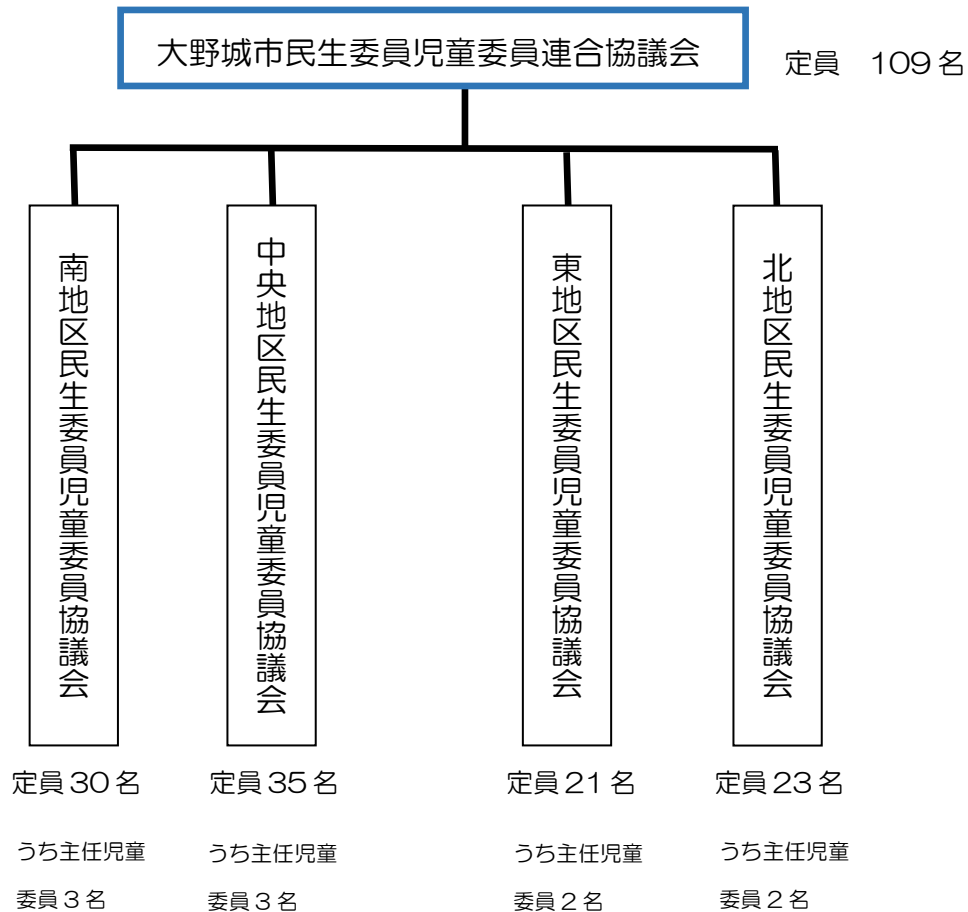 大野城市民生委員児童委員連合協議会
定員 109名
南地区民生委員児童委員協議会
中央地区民生委員児童委員協議会
東地区民生委員児童委員協議会
北地区民生委員児童委員協議会
定員30名
定員35名
定員21名
定員23名
うち主任児童
委員3名
うち主任児童
委員3名
うち主任児童
委員2名
うち主任児童
委員2名